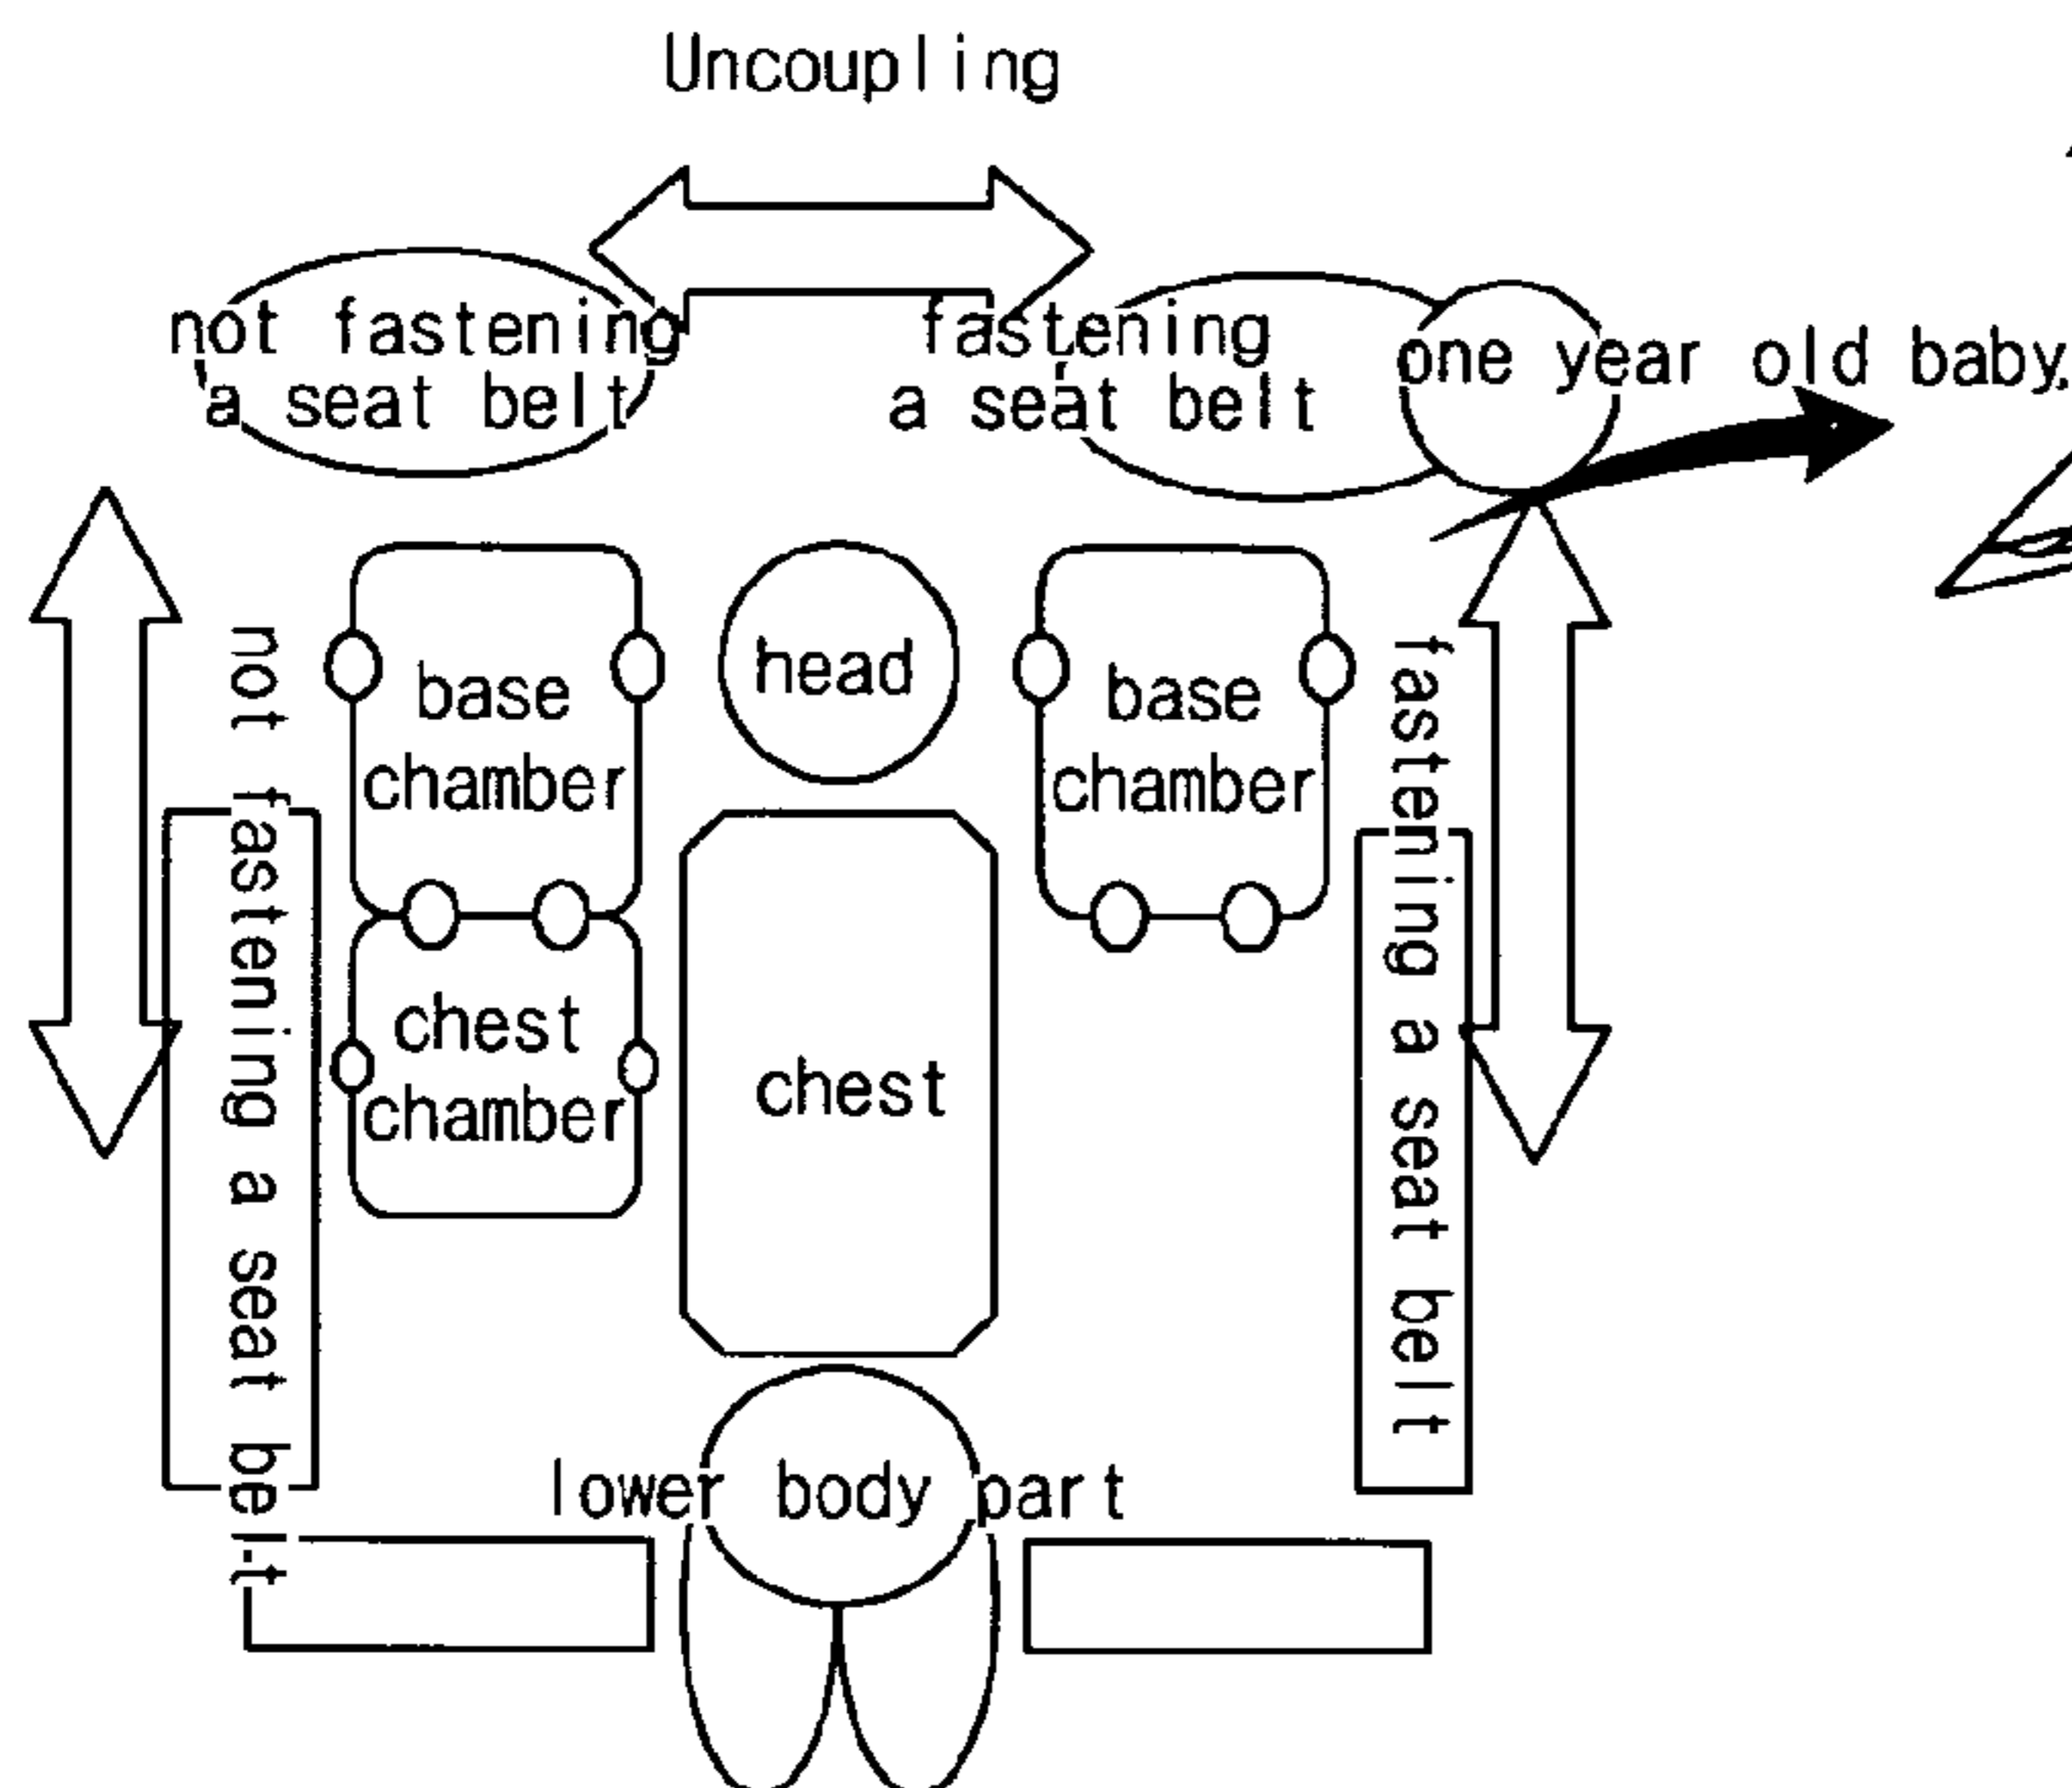 Uncoupling
not fastening
a seat belt
fastening
a seat belt
one year old baby,
not fastening a seat belt
base
chamber
head
base
chamber
fastening a seat belt
chest
chamber
chest
lower body part